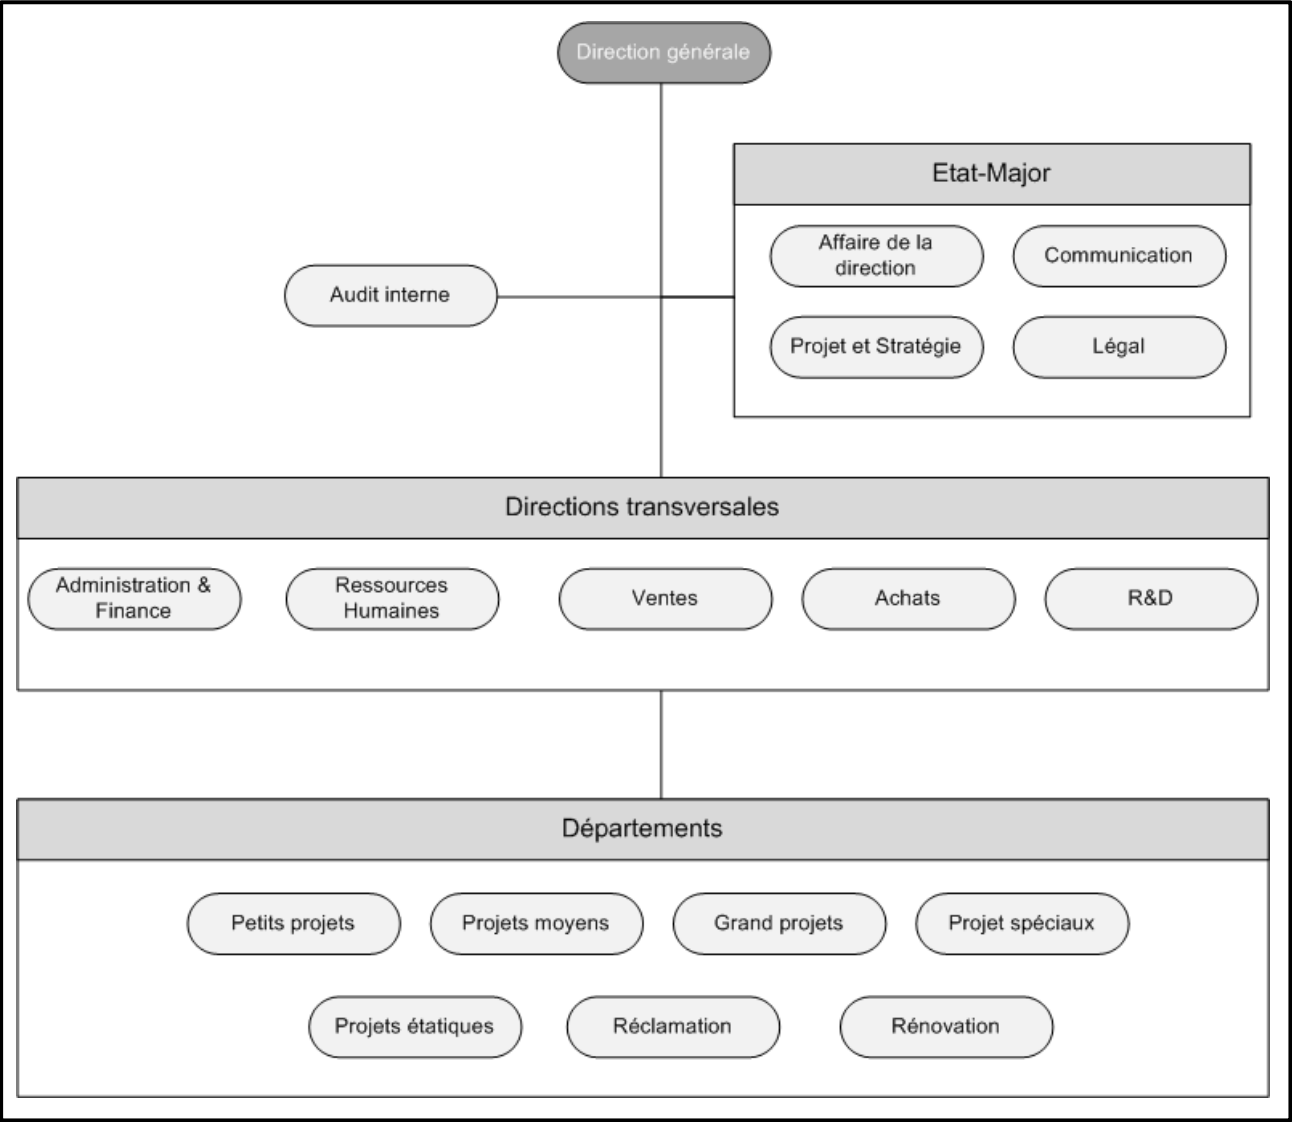 Direction générale
Etat-Major
Affaire de la
direction
Communication
Audit interne
Projet et Stratégie
Légal
Directions transversales
Administration &
Finance
Ressources
Humaines
Ventes
Achats
R&D
Départements
Petits projets
Projets moyens
Grand projets
Projet spéciaux
Projets étatiques
Réclamation
Rénovation